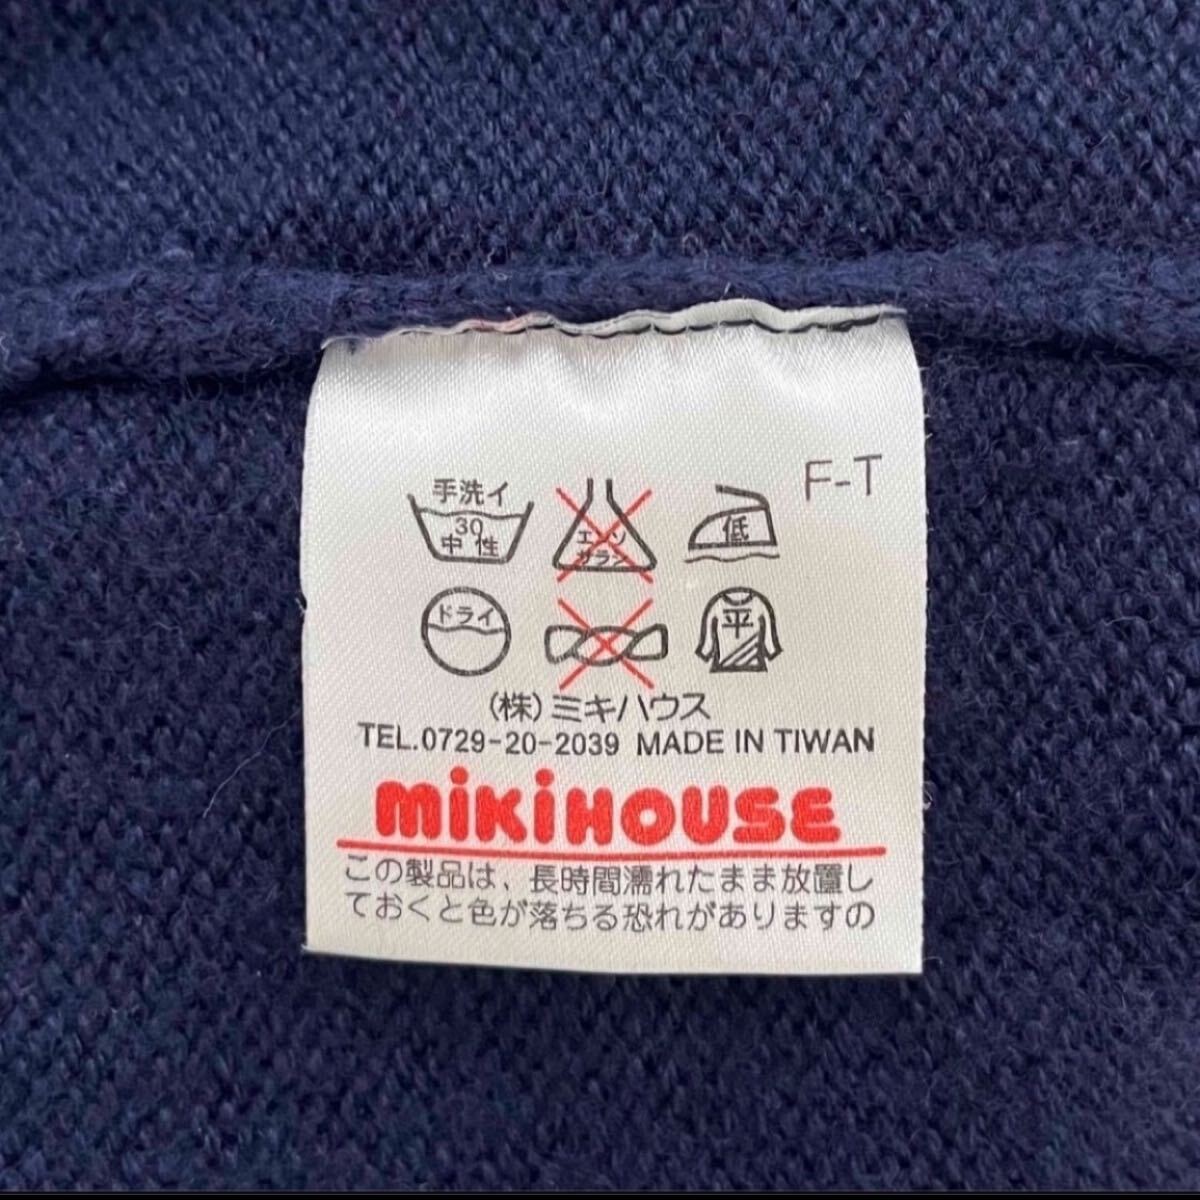 手洗イ
30
中性
エンソ
サラシ
低
F-T
ドライ
平
(株)ミキハウス
TEL.0729-20-2039 MADE IN TIWAN
mikiHOUSE
この製品は、長時間濡れたまま放置し
ておくと色が落ちる恐れがありますの